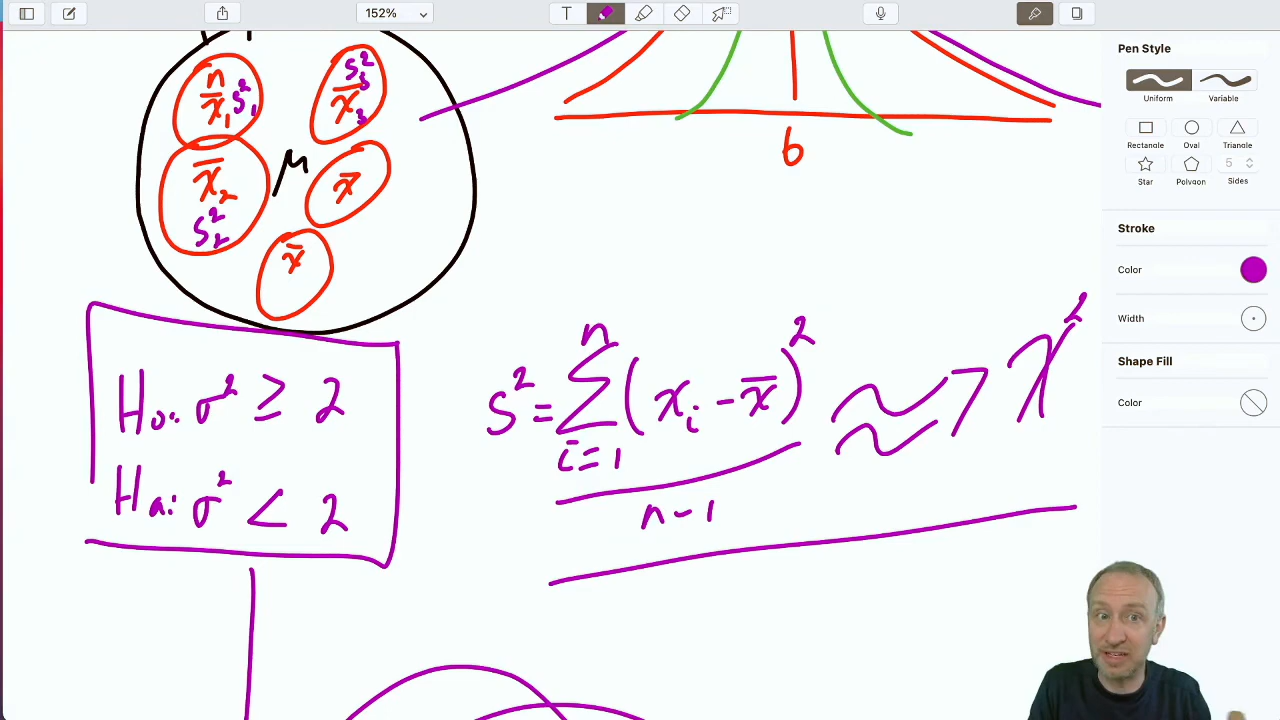 152%
T
Pen Style
Uniform Variable
Rectangle Oval Triangle
Star Polygon 5 Sides
Stroke
Color
Width
Shape Fill
Color
n
x̄₁ s₁²
s₃²
x̄₃
x̄₂
s₂²
μ
x̄
x̄
6
H₀: σ² ≥ 2
Ha: σ² < 2
n
s² = Σ (xᵢ - x̄)² ≈> χ²
i=1
n-1